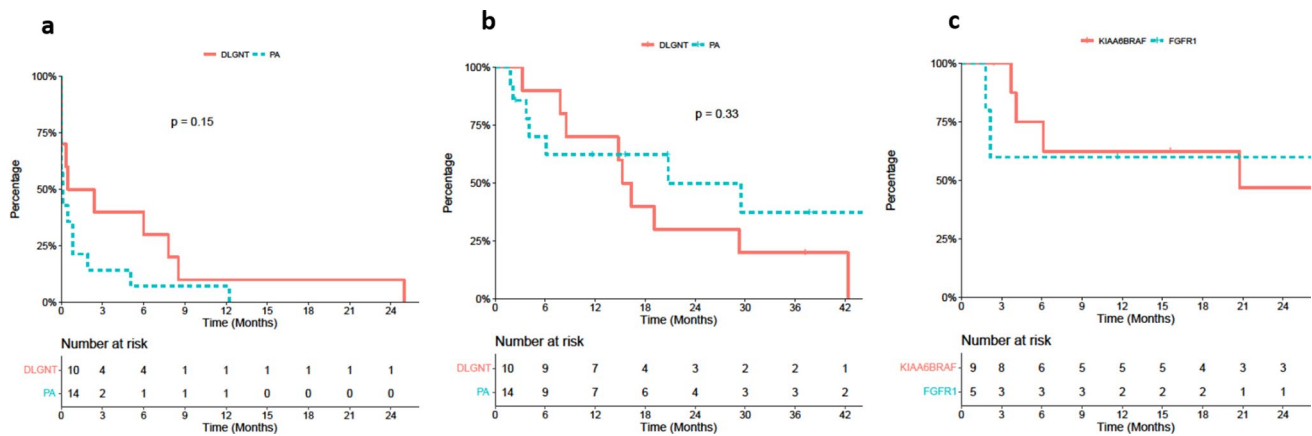 a
DLGNT PA
100%
75%
50%
25%
0%
Percentage
p = 0.15
0 3 6 9 12 15 18 21 24
Time (Months)
Number at risk
DLGNT 10 4 4 1 1 1 1 1 1
PA 14 2 1 1 1 0 0 0 0
0 3 6 9 12 15 18 21 24
Time (Months)
b
DLGNT PA
100%
75%
50%
25%
0%
Percentage
p = 0.33
0 6 12 18 24 30 36 42
Time (Months)
Number at risk
DLGNT 10 9 7 4 3 2 2 1
PA 14 9 7 6 4 3 3 2
0 6 12 18 24 30 36 42
Time (Months)
c
KIAA6BRAF FGFR1
100%
75%
50%
25%
0%
Percentage
0 3 6 9 12 15 18 21 24
Time (Months)
Number at risk
KIAA6BRAF 9 8 6 5 5 5 4 3 3
FGFR1 5 3 3 3 2 2 2 1 1
0 3 6 9 12 15 18 21 24
Time (Months)